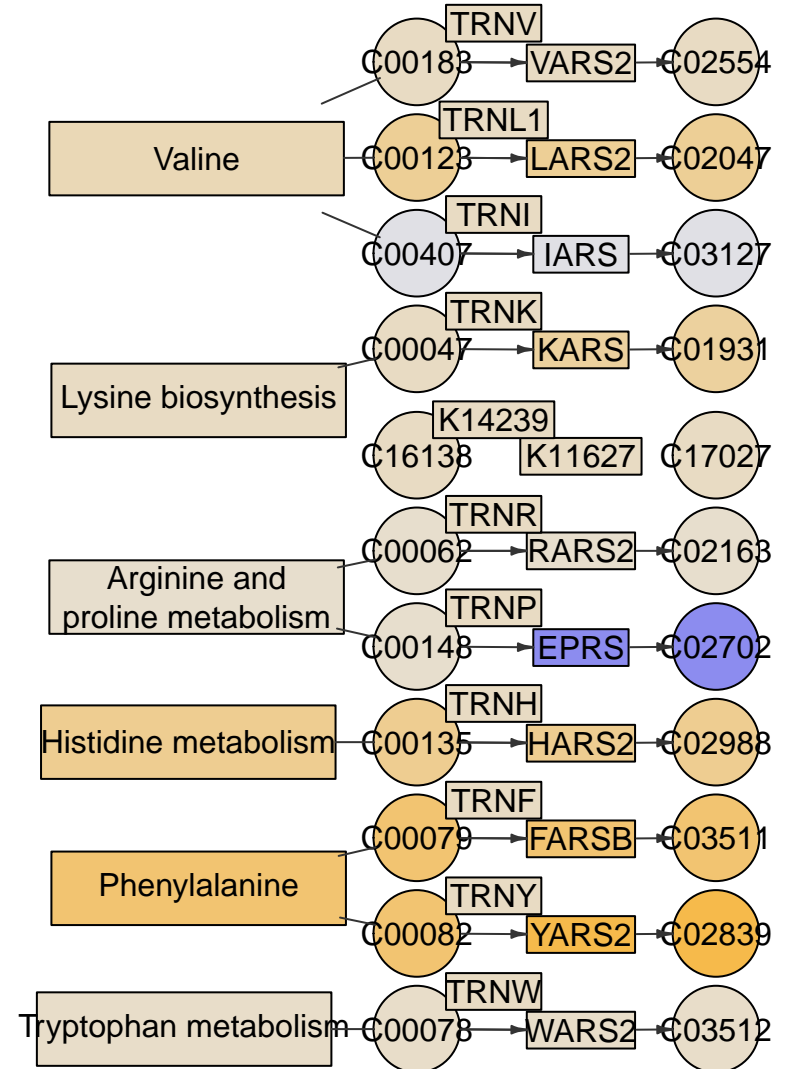 TRNV
C00183
VARS2
C02554
TRNL1
Valine
C00123
LARS2
C02047
TRNI
C00407
IARS
C03127
TRNK
C00047
KARS
C01931
Lysine biosynthesis
K14239
C16138
K11627
C17027
TRNR
C00062
RARS2
C02163
Arginine and
proline metabolism
TRNP
C00148
EPRS
C02702
TRNH
Histidine metabolism
C00135
HARS2
C02988
TRNF
C00079
FARSB
C03511
Phenylalanine
TRNY
C00082
YARS2
C02839
TRNW
Tryptophan metabolism
C00078
WARS2
C03512